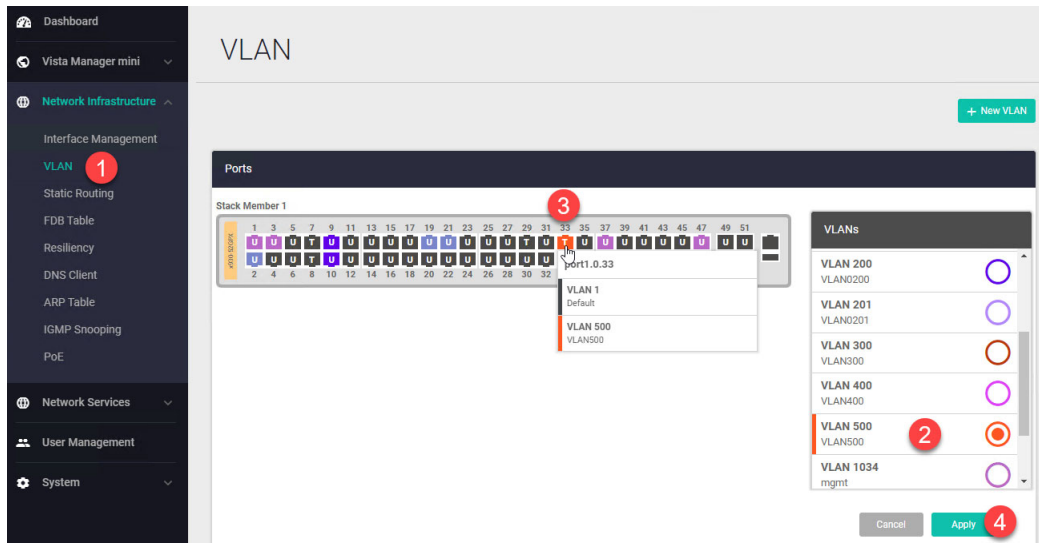 Dashboard
Vista Manager mini
Network Infrastructure
Interface Management
VLAN
1
Static Routing
FDB Table
Resiliency
DNS Client
ARP Table
IGMP Snooping
PoE
Network Services
User Management
System
VLAN
+ New VLAN
Ports
Stack Member 1
3
1 3 5 7 9 11 13 15 17 19 21 23 25 27 29 31 33 35 37 39 41 43 45 47 49 51
U U U T U U U U U U U U U U T U T U U U U U U U U U
U U U T U U U U U U U U U U U U
2 4 6 8 10 12 14 16 18 20 22 24 26 28 30 32
port1.0.33
VLAN 1
Default
VLAN 500
VLAN500
VLANs
VLAN 200
VLAN0200
VLAN 201
VLAN0201
VLAN 300
VLAN300
VLAN 400
VLAN400
VLAN 500
VLAN500
2
VLAN 1034
mgmt
Cancel
Apply
4